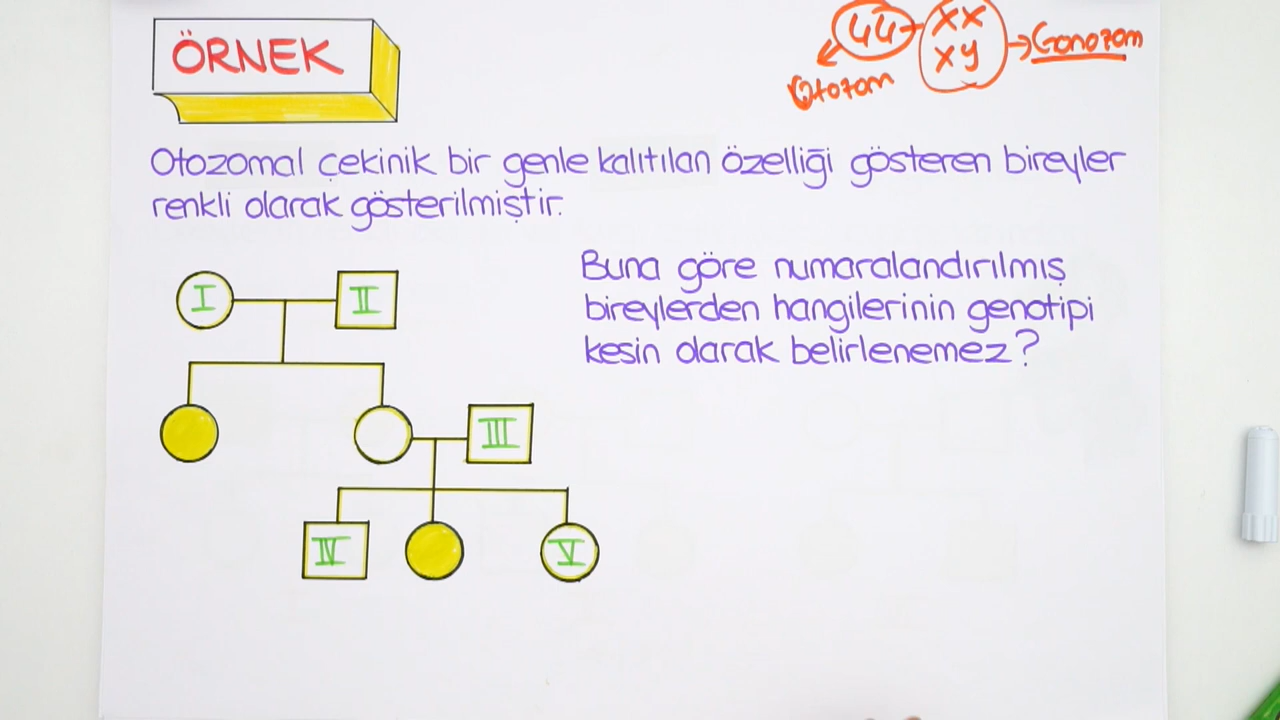 ÖRNEK
44 + XX
XY
Otozom
Gonozom
Otozomal çekinik bir genle kalıtılan özelliği gösteren bireyler
renkli olarak gösterilmiştir.
Buna göre numaralandırılmış
bireylerden hangilerinin genotipi
kesin olarak belirlenemez?
I
II
III
IV
V